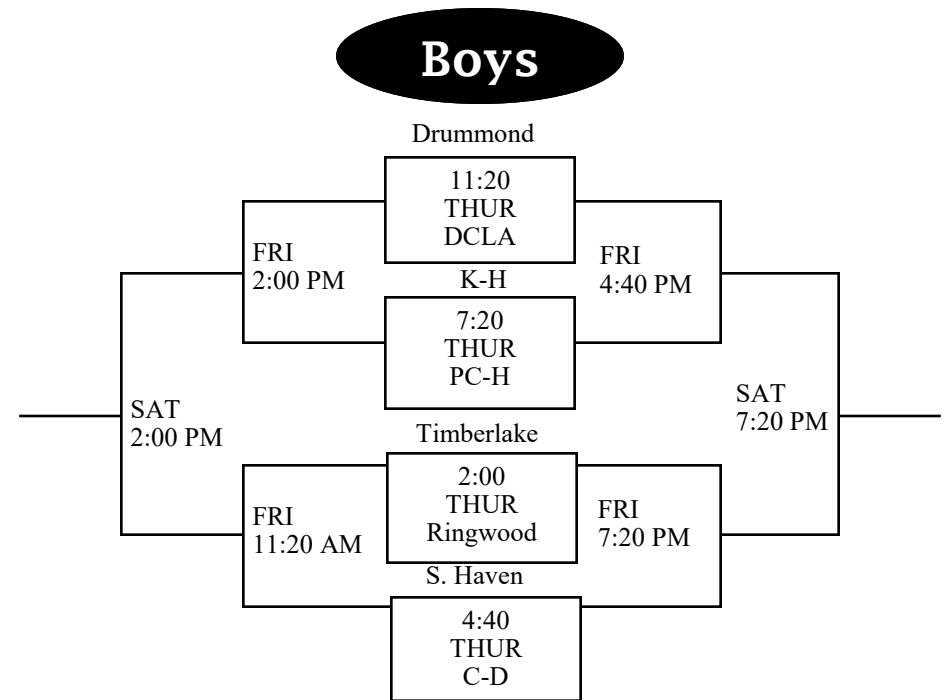 Boys
Drummond
11:20
THUR
DCLA
FRI
2:00 PM
FRI
4:40 PM
K-H
7:20
THUR
PC-H
SAT
2:00 PM
SAT
7:20 PM
Timberlake
2:00
THUR
Ringwood
FRI
11:20 AM
FRI
7:20 PM
S. Haven
4:40
THUR
C-D